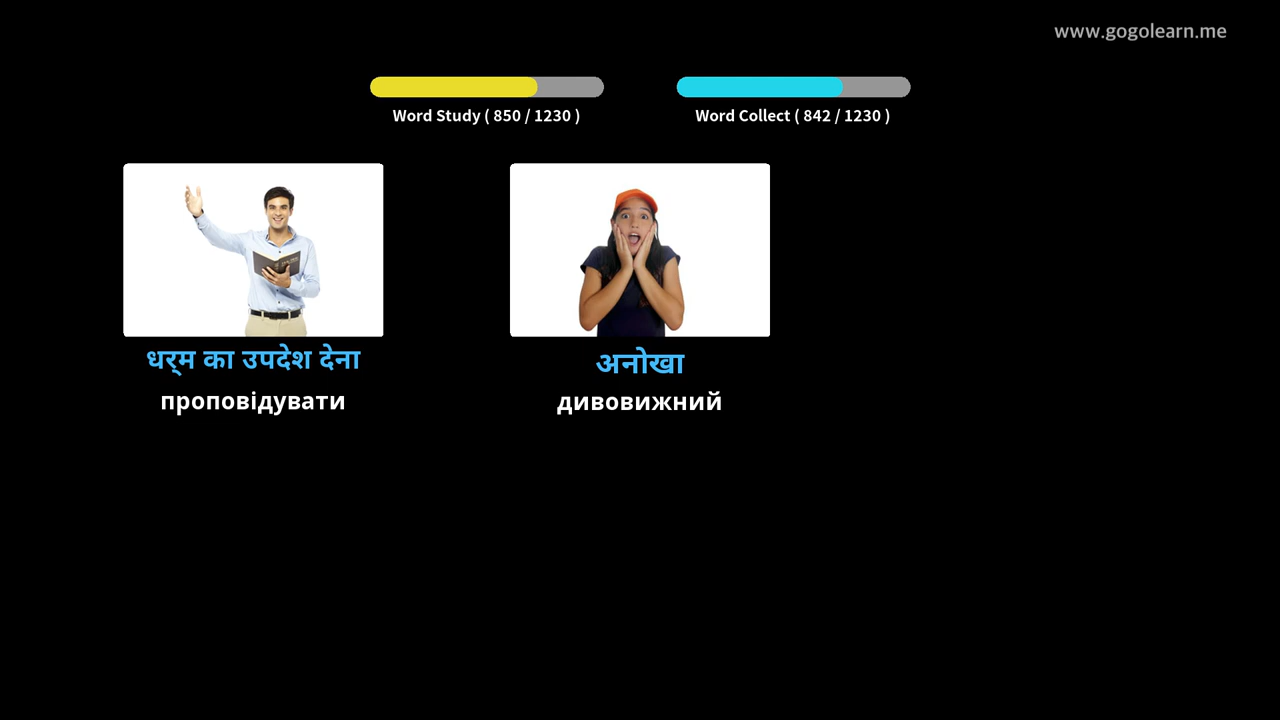 www.gogolearn.me
Word Study ( 850 / 1230 )
Word Collect ( 842 / 1230 )
धर्म का उपदेश देना
проповідувати
अनोखा
дивовижний